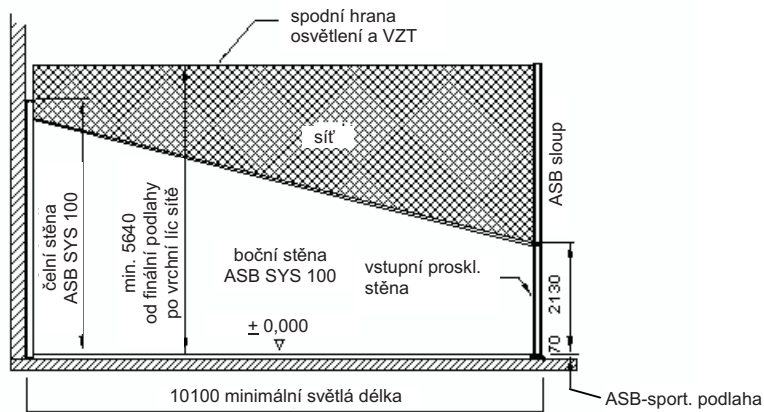 spodní hrana
osvětlení a VZT
síť
ASB sloup
čelní stěna
ASB SYS 100
min. 5640
od finální podlahy
po vrchní líc sítě
boční stěna
ASB SYS 100
vstupní proskl.
stěna
2130
± 0,000
70
10100 minimální světlá délka
ASB-sport. podlaha